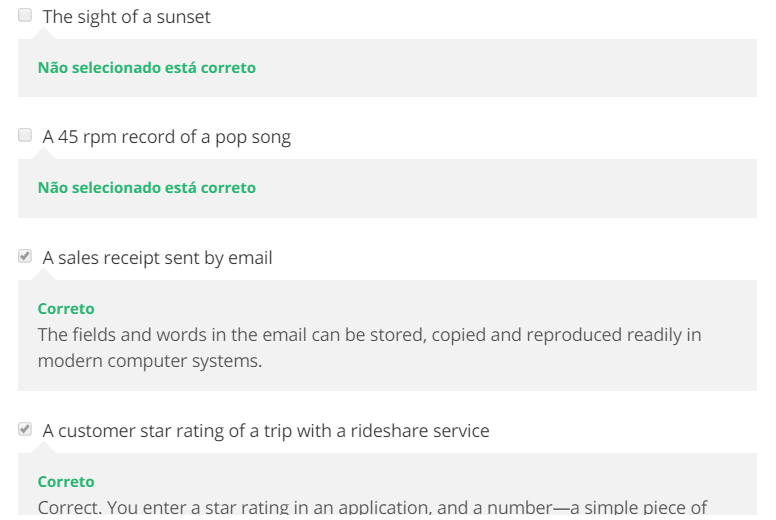 The sight of a sunset
Não selecionado está correto
A 45 rpm record of a pop song
Não selecionado está correto
A sales receipt sent by email
Correto
The fields and words in the email can be stored, copied and reproduced readily in
modern computer systems.
A customer star rating of a trip with a rideshare service
Correto
Correct. You enter a star rating in an application, and a number—a simple piece of